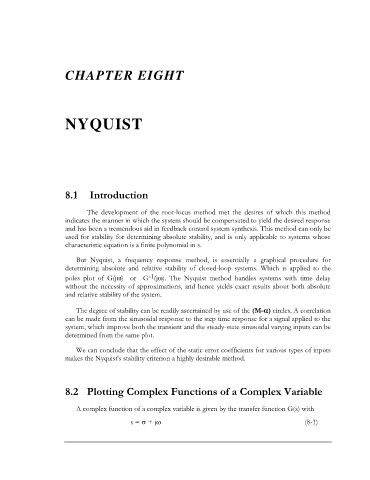 CHAPTER EIGHT
NYQUIST
8.1 Introduction
The development of the root-locus method met the desires of which this method
indicates the manner in which the system should be compensated to yield the desired response
and has been a tremendous aid in feedback control system synthesis. This method can only be
used for stability for determining absolute stability, and is only applicable to systems whose
characteristic equation is a finite polynomial in s.
But Nyquist, a frequency response method, is essentially a graphical procedure for
determining absolute and relative stability of closed-loop systems. Which is applied to the
poles plot of G(jω) or G⁻¹(jω). The Nyquist method handles systems with time delay
without the necessity of approximations, and hence yields exact results about both absolute
and relative stability of the system.
The degree of stability can be readily ascertained by use of the (M-α) circles. A correlation
can be made from the sinusoidal response to the step time response for a signal applied to the
system, which improve both the transient and the steady-state sinusoidal varying inputs can be
determined from the same plot.
We can conclude that the effect of the static error coefficients for various types of inputs
makes the Nyquist's stability criterion a highly desirable method.
8.2 Plotting Complex Functions of a Complex Variable
A complex function of a complex variable is given by the transfer function G(s) with
s = σ + jω (8-1)